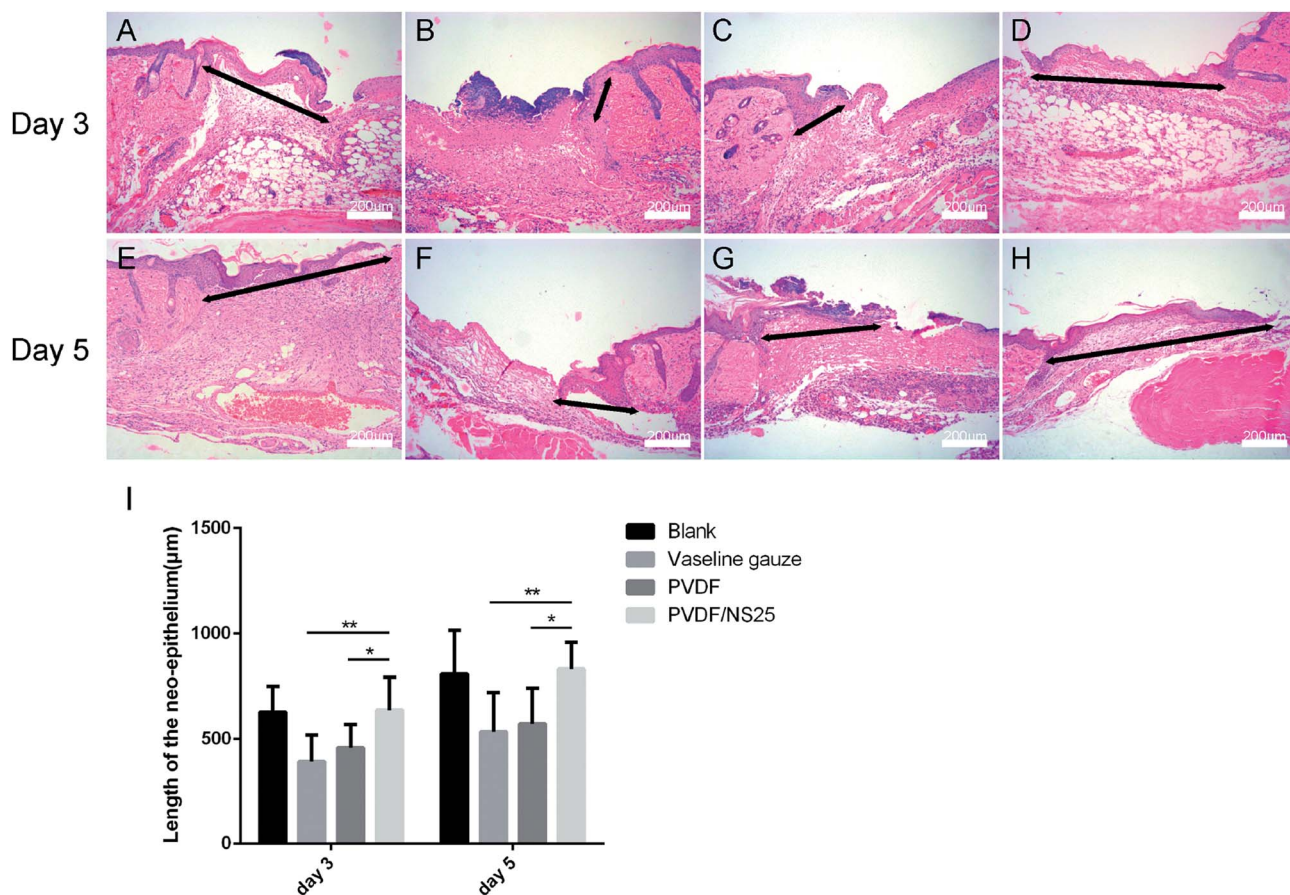 A
B
C
D
Day 3
200μm
200μm
200μm
200μm
E
F
G
H
Day 5
200μm
200μm
200μm
200μm
I
Length of the neo-epithelium(μm)
1500
1000
500
0
**
*
**
*
day 3
day 5
Blank
Vaseline gauze
PVDF
PVDF/NS25